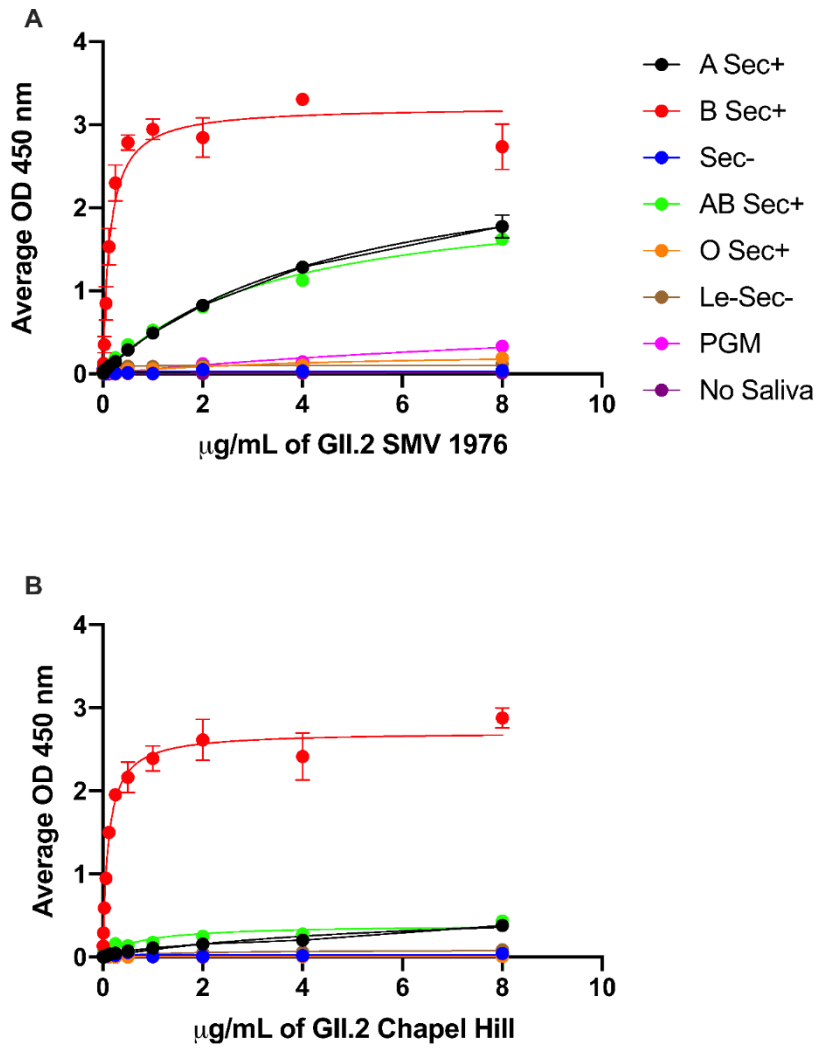 A
4
3
2
1
0
0 2 4 6 8 10
Average OD 450 nm
μg/mL of GII.2 SMV 1976
A Sec+
B Sec+
Sec-
AB Sec+
O Sec+
Le-Sec-
PGM
No Saliva
B
4
3
2
1
0
0 2 4 6 8 10
Average OD 450 nm
μg/mL of GII.2 Chapel Hill